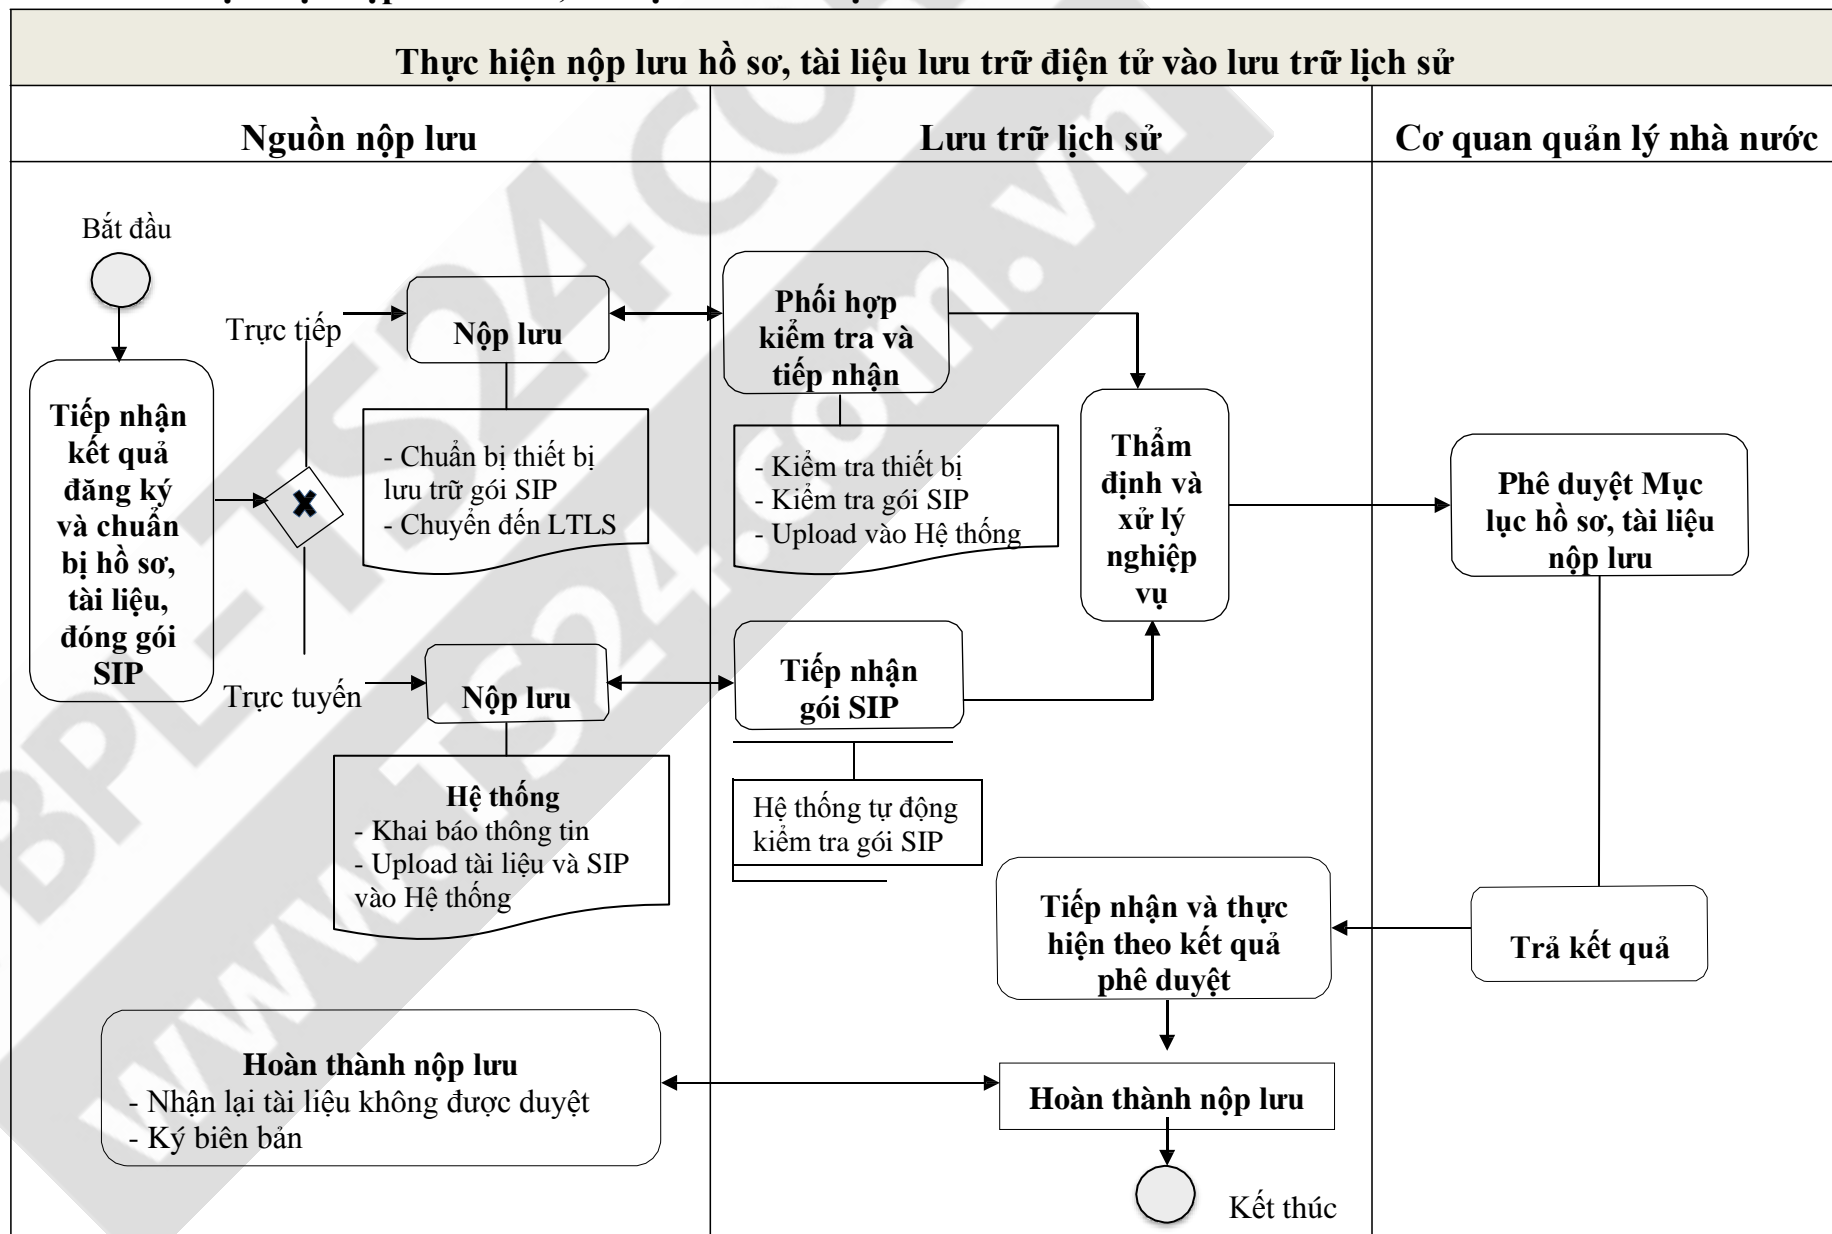 Thực hiện nộp lưu hồ sơ, tài liệu lưu trữ điện tử vào lưu trữ lịch sử
Nguồn nộp lưu
Lưu trữ lịch sử
Cơ quan quản lý nhà nước
Bắt đầu
Tiếp nhận
kết quả
đăng ký
và chuẩn
bị hồ sơ,
tài liệu,
đóng gói
SIP
Trực tiếp
Nộp lưu
- Chuẩn bị thiết bị
lưu trữ gói SIP
- Chuyển đến LTLS
Phối hợp
kiểm tra và
tiếp nhận
- Kiểm tra thiết bị
- Kiểm tra gói SIP
- Upload vào Hệ thống
Thẩm
định và
xử lý
nghiệp
vụ
Phê duyệt Mục
lục hồ sơ, tài liệu
nộp lưu
Trực tuyến
Nộp lưu
Hệ thống
- Khai báo thông tin
- Upload tài liệu và SIP
vào Hệ thống
Tiếp nhận
gói SIP
Hệ thống tự động
kiểm tra gói SIP
Tiếp nhận và thực
hiện theo kết quả
phê duyệt
Trả kết quả
Hoàn thành nộp lưu
- Nhận lại tài liệu không được duyệt
- Ký biên bản
Hoàn thành nộp lưu
Kết thúc